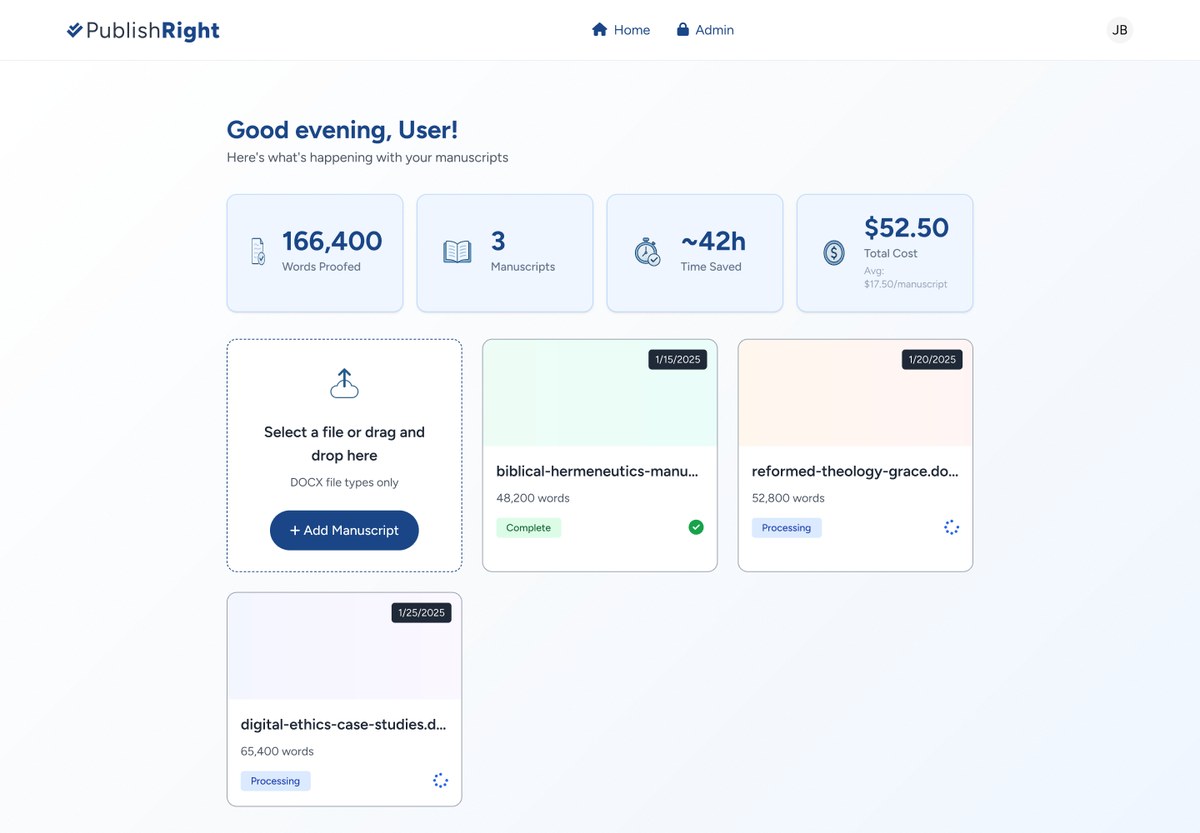 PublishRight
Home
Admin
JB
Good evening, User!
Here's what's happening with your manuscripts
166,400
Words Proofed
3
Manuscripts
~42h
Time Saved
$52.50
Total Cost
Avg:
$17.50/manuscript
Select a file or drag and
drop here
DOCX file types only
+ Add Manuscript
1/15/2025
biblical-hermeneutics-manu...
48,200 words
Complete
1/20/2025
reformed-theology-grace.do...
52,800 words
Processing
1/25/2025
digital-ethics-case-studies.d...
65,400 words
Processing